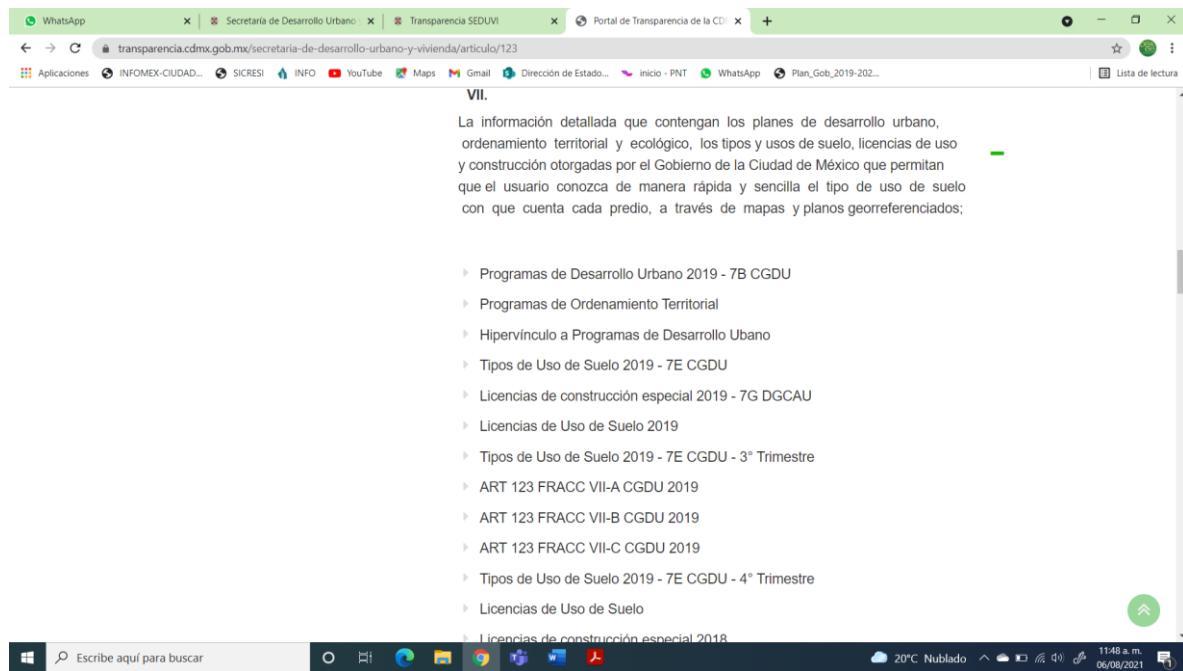 WhatsApp
Secretaría de Desarrollo Urbano
Transparencia SEDUVI
Portal de Transparencia de la CD
transparencia.cdmx.gob.mx/secretaria-de-desarrollo-urbano-y-vivienda/articulo/123
Aplicaciones INFOMEX-CIUDAD... SICRESI INFO YouTube Maps Gmail Dirección de Estado... inicio - PNT WhatsApp Plan_Gob_2019-202... Lista de lectura
VII.
La información detallada que contengan los planes de desarrollo urbano,
ordenamiento territorial y ecológico, los tipos y usos de suelo, licencias de uso
y construcción otorgadas por el Gobierno de la Ciudad de México que permitan
que el usuario conozca de manera rápida y sencilla el tipo de uso de suelo
con que cuenta cada predio, a través de mapas y planos georreferenciados;
Programas de Desarrollo Urbano 2019 - 7B CGDU
Programas de Ordenamiento Territorial
Hipervínculo a Programas de Desarrollo Ubano
Tipos de Uso de Suelo 2019 - 7E CGDU
Licencias de construcción especial 2019 - 7G DGCAU
Licencias de Uso de Suelo 2019
Tipos de Uso de Suelo 2019 - 7E CGDU - 3° Trimestre
ART 123 FRACC VII-A CGDU 2019
ART 123 FRACC VII-B CGDU 2019
ART 123 FRACC VII-C CGDU 2019
Tipos de Uso de Suelo 2019 - 7E CGDU - 4° Trimestre
Licencias de Uso de Suelo
Licencias de construcción especial 2018
Escribe aquí para buscar
20°C Nublado
11:48 a. m.
06/08/2021